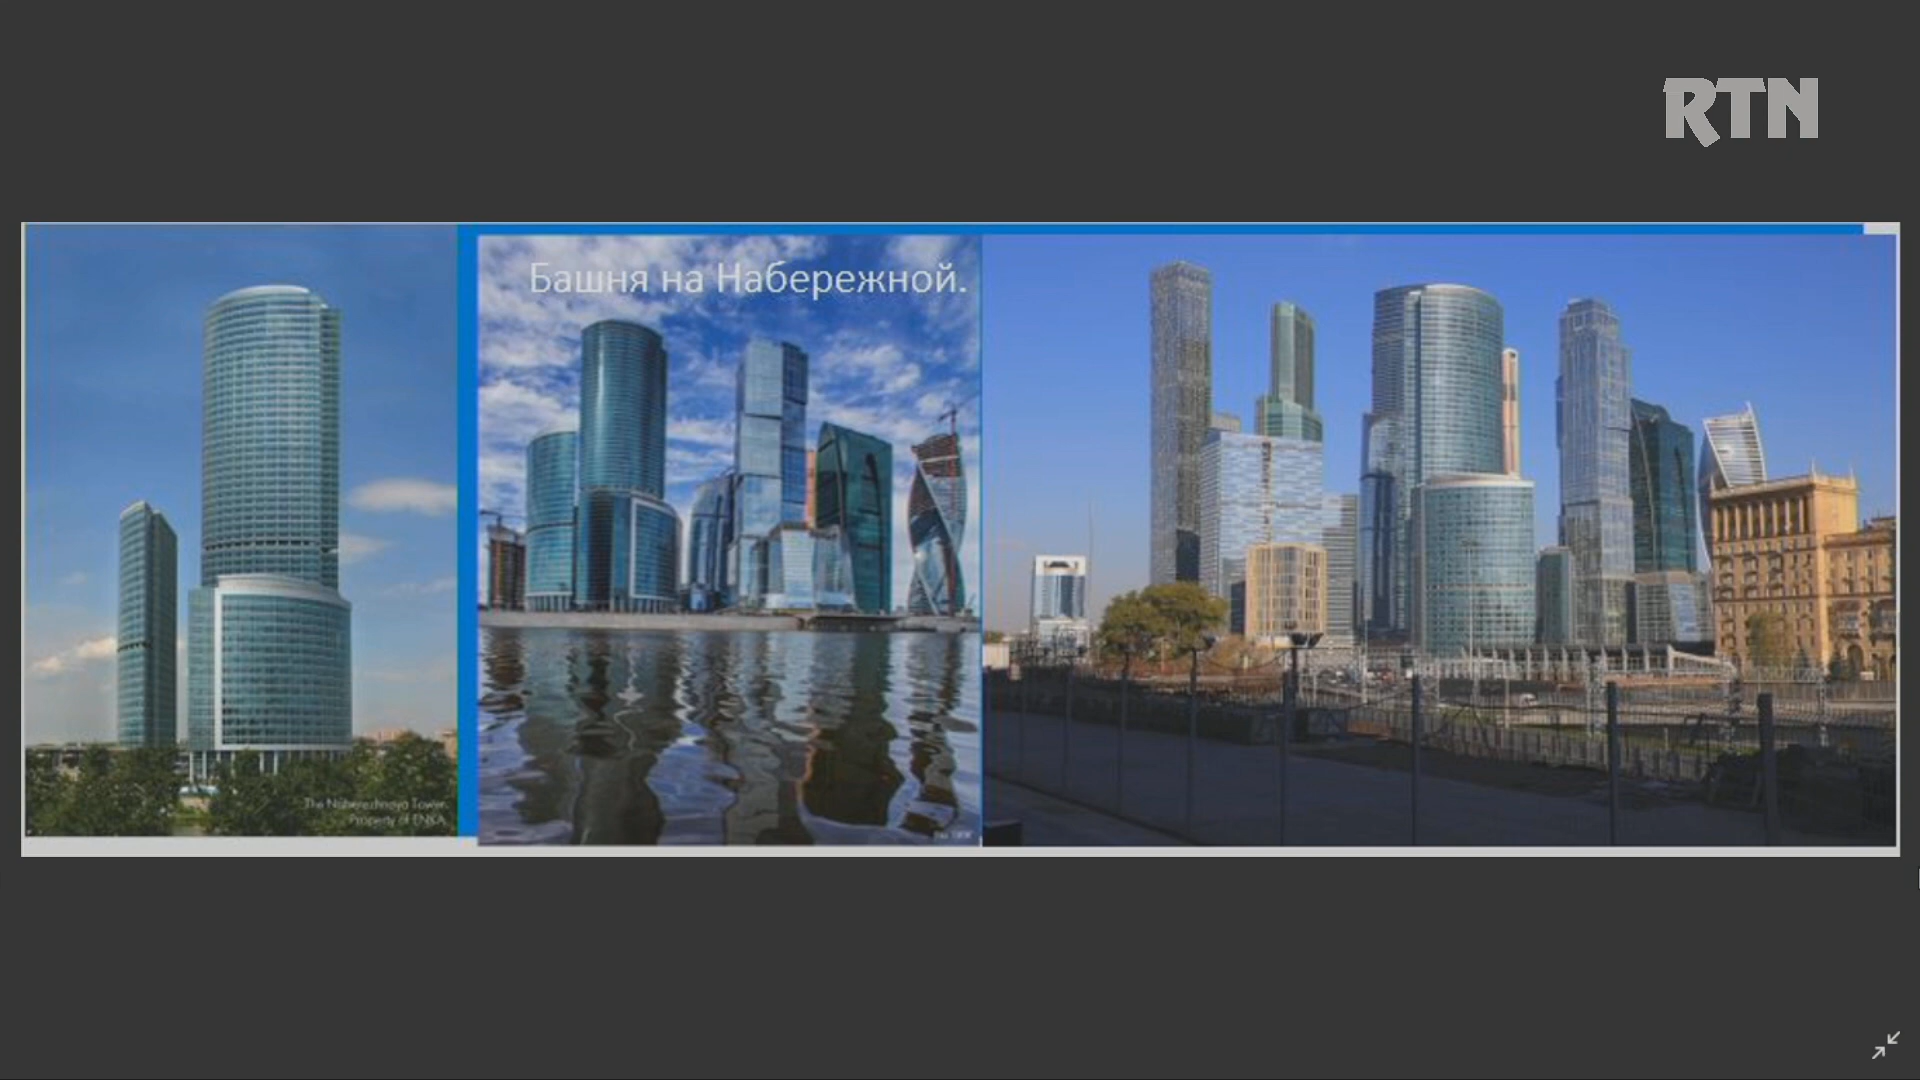 RTN
Башня на Набережной.
The Naberezhnaya Tower.
Property of ENKA.